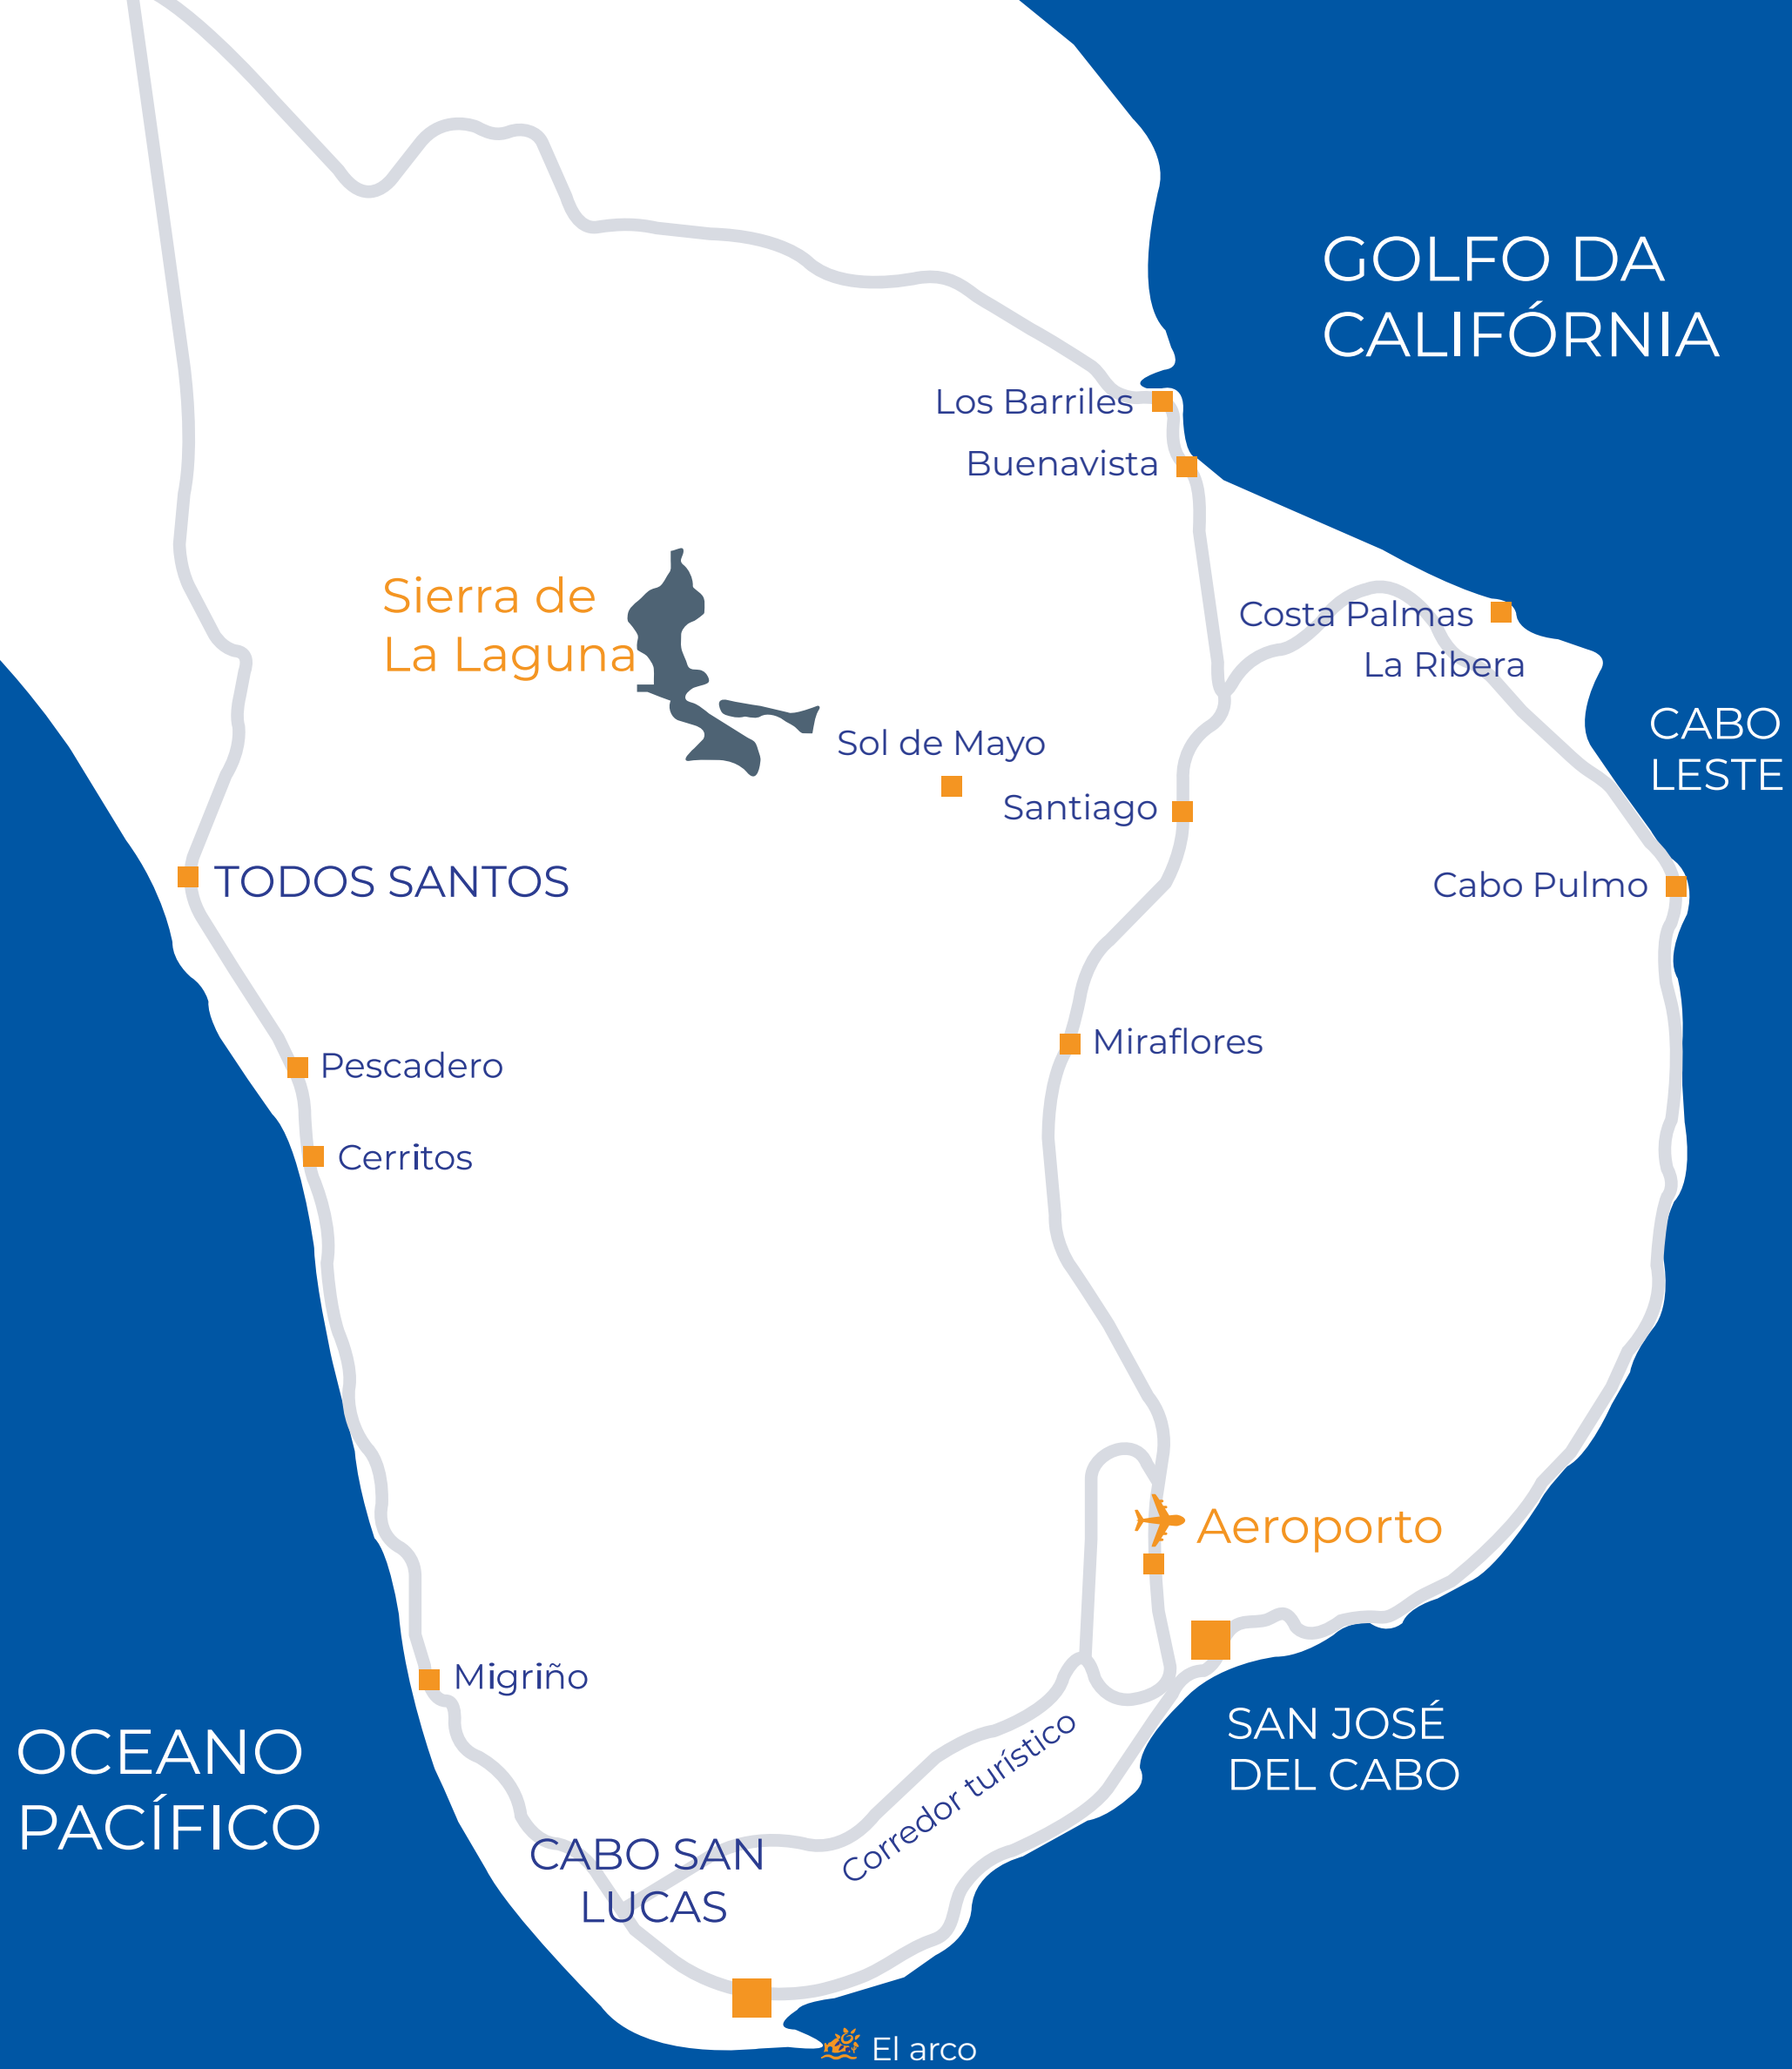 GOLFO DA
CALIFÓRNIA
Los Barriles
Buenavista
Sierra de
La Laguna
Costa Palmas
La Ribera
CABO
LESTE
Sol de Mayo
Santiago
TODOS SANTOS
Cabo Pulmo
Miraflores
Pescadero
Cerritos
Aeroporto
Migriño
SAN JOSÉ
DEL CABO
OCEANO
PACÍFICO
Corredor turístico
CABO SAN
LUCAS
El arco